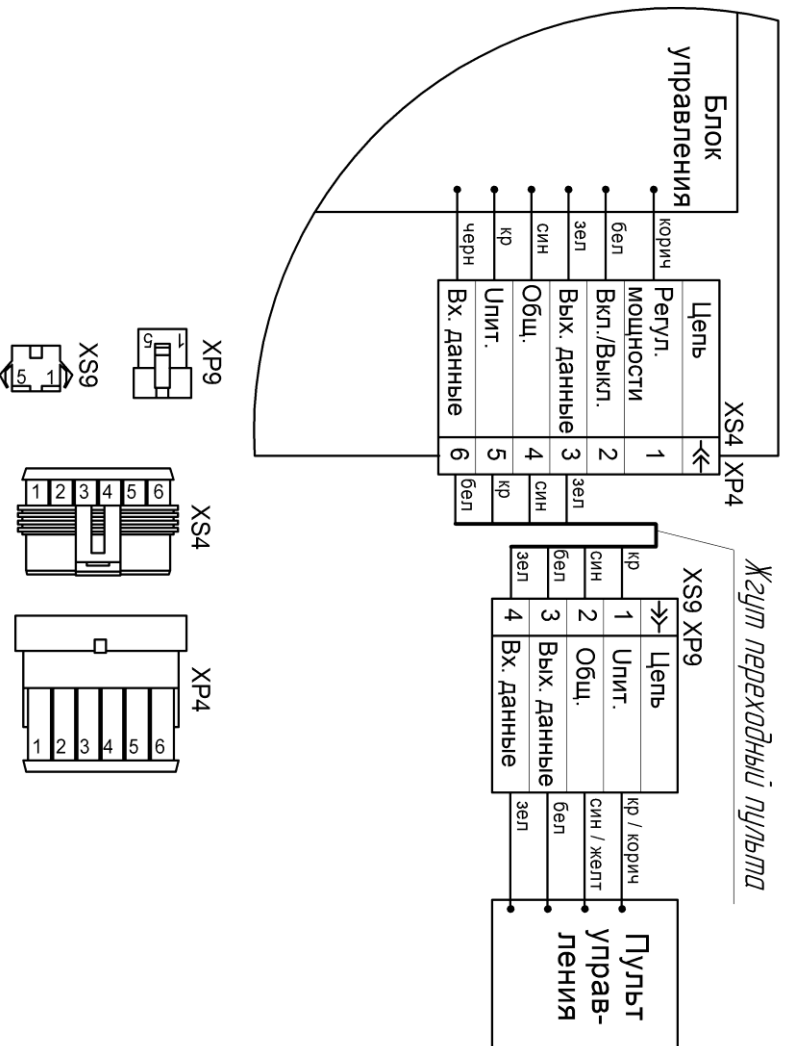 Блок
управления
корич
бел
зел
син
кр
черн
XS4 XP4
Цепь
Регул.
мощности
1
Вкл./Выкл.
2
Вых. данные
3
Общ.
4
Uпит.
5
Вх. данные
6
зел
син
кр
бел
Жгут переходный пульта
кр
син
бел
зел
XS9 XP9
Цепь
1
Uпит.
2
Общ.
3
Вых. данные
4
Вх. данные
кр / корич
син / желт
бел
зел
Пульт
управ-
ления
XP9
1
5
XS9
5 1
XS4
1 2 3 4 5 6
XP4
1 2 3 4 5 6